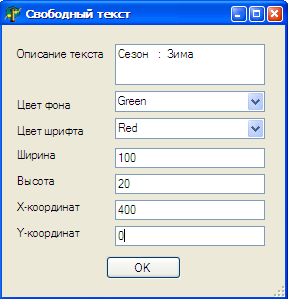 Свободный текст
Описание текста Сезон : Зима
Цвет фона Green
Цвет шрифта Red
Ширина 100
Высота 20
X-координат 400
Y-координат 0
OK